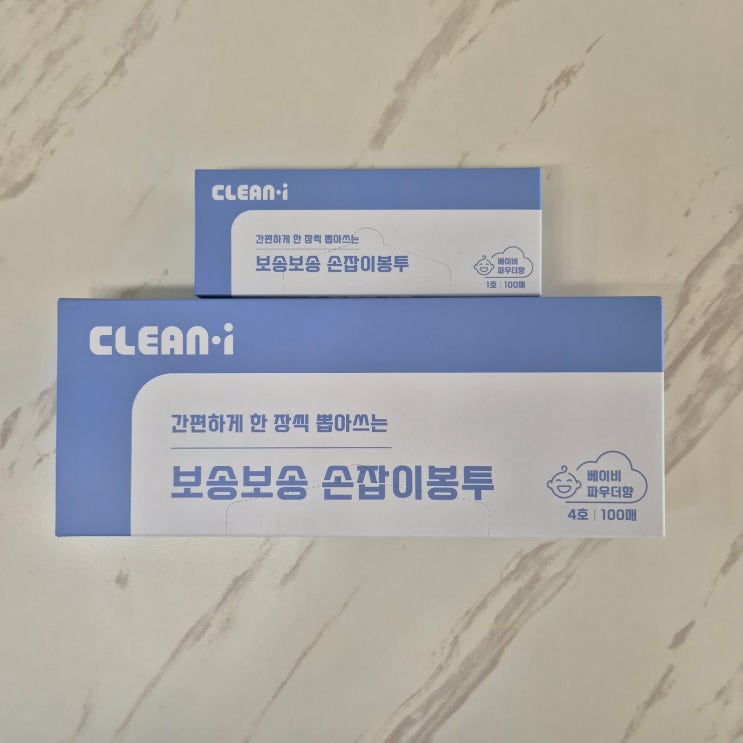 CLEAN·i
간편하게 한 장씩 뽑아쓰는
보송보송 손잡이봉투
베이비
파우더향
1호 | 100매
CLEAN·i
간편하게 한 장씩 뽑아쓰는
보송보송 손잡이봉투
베이비
파우더향
4호 | 100매